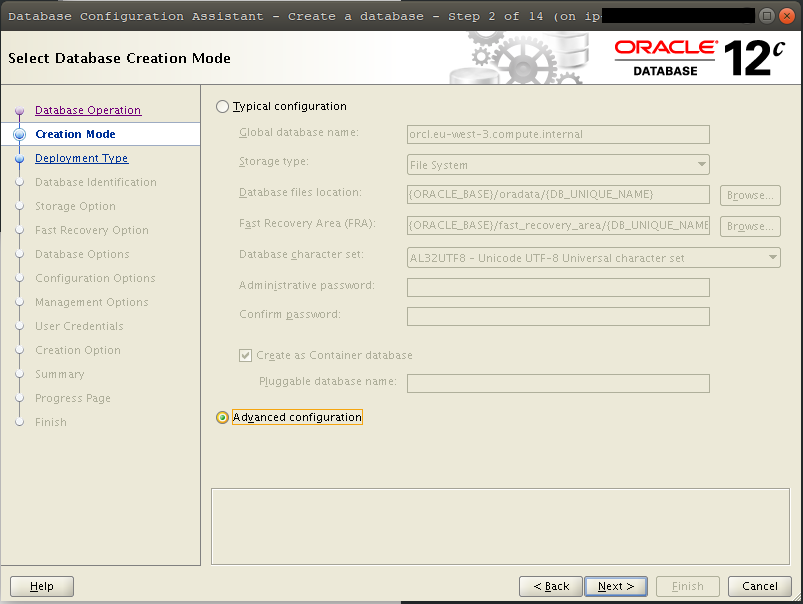 Database Configuration Assistant - Create a database - Step 2 of 14 (on ip
Select Database Creation Mode
ORACLE®
DATABASE
12c
Database Operation
Creation Mode
Deployment Type
Database Identification
Storage Option
Fast Recovery Option
Database Options
Configuration Options
Management Options
User Credentials
Creation Option
Summary
Progress Page
Finish
Typical configuration
Global database name: orcl.eu-west-3.compute.internal
Storage type: File System
Database files location: {ORACLE_BASE}/oradata/{DB_UNIQUE_NAME} Browse...
Fast Recovery Area (FRA): {ORACLE_BASE}/fast_recovery_area/{DB_UNIQUE_NAME Browse...
Database character set: AL32UTF8 - Unicode UTF-8 Universal character set
Administrative password:
Confirm password:
Create as Container database
Pluggable database name:
Advanced configuration
Help < Back Next > Finish Cancel